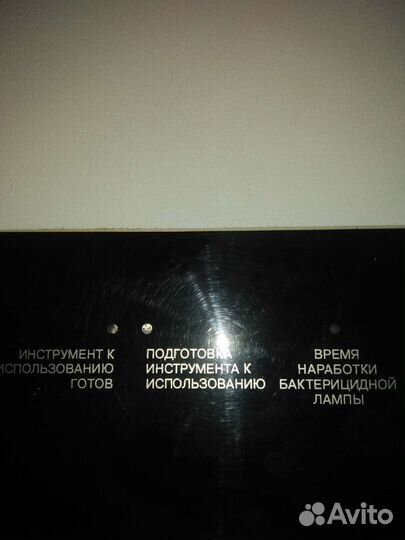 ИНСТРУМЕНТ К
ИСПОЛЬЗОВАНИЮ
ГОТОВ
ПОДГОТОВКА
ИНСТРУМЕНТА К
ИСПОЛЬЗОВАНИЮ
ВРЕМЯ
НАРАБОТКИ
БАКТЕРИЦИДНОЙ
ЛАМПЫ
Avito